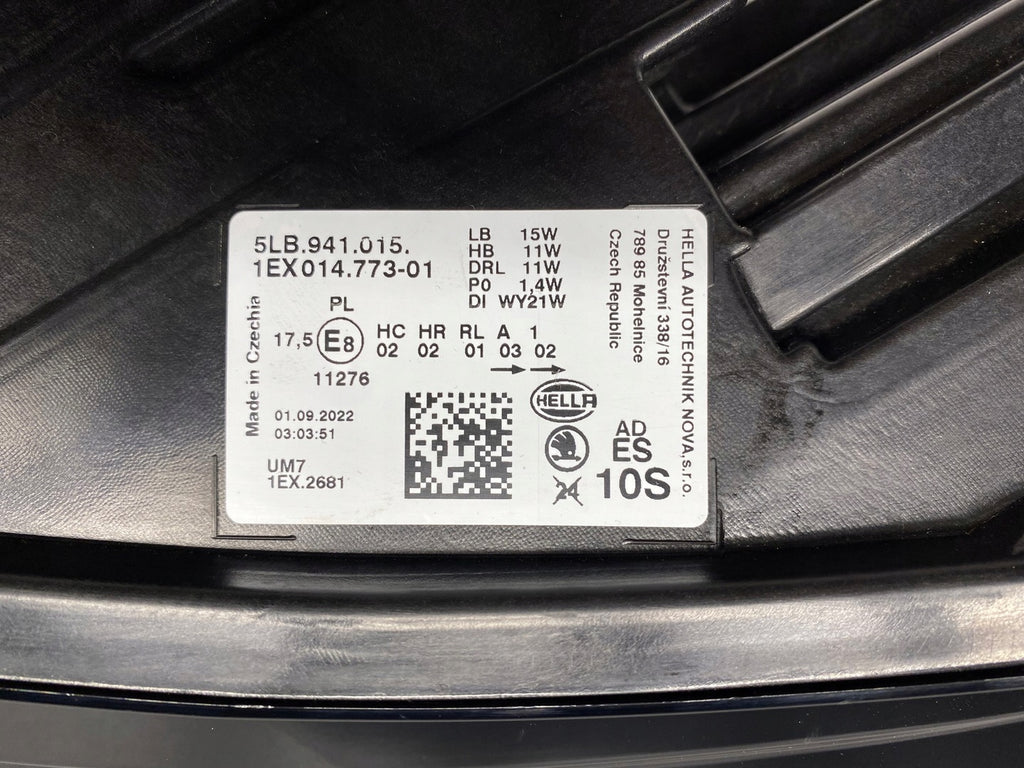 5LB.941.015.
1EX014.773-01
LB 15W
HB 11W
DRL 11W
PO 1,4W
DI WY21W
HELLA AUTOTECHNIK NOVA,s.r.o.
Družstevní 338/16
789 85 Mohelnice
Czech Republic
Made in Czechia
PL
17,5 E8 HC HR RL A 1
02 02 01 03 02
11276
01.09.2022
03:03:51
HELLA
UM7
1EX.2681
AD
ES
24 10S